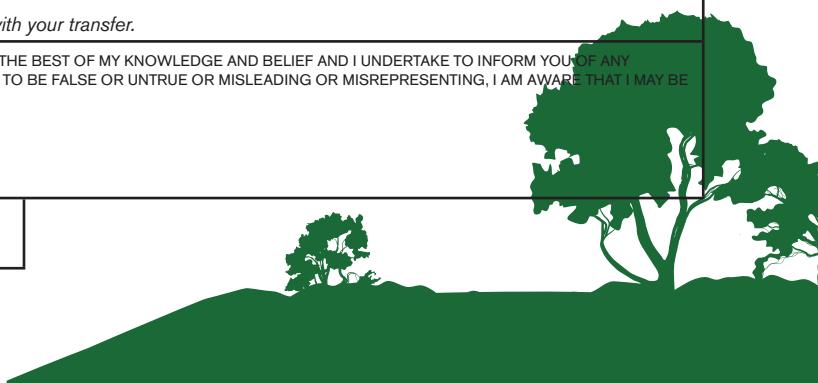 with your transfer.
THE BEST OF MY KNOWLEDGE AND BELIEF AND I UNDERTAKE TO INFORM YOU OF ANY
TO BE FALSE OR UNTRUE OR MISLEADING OR MISREPRESENTING, I AM AWARE THAT I MAY BE